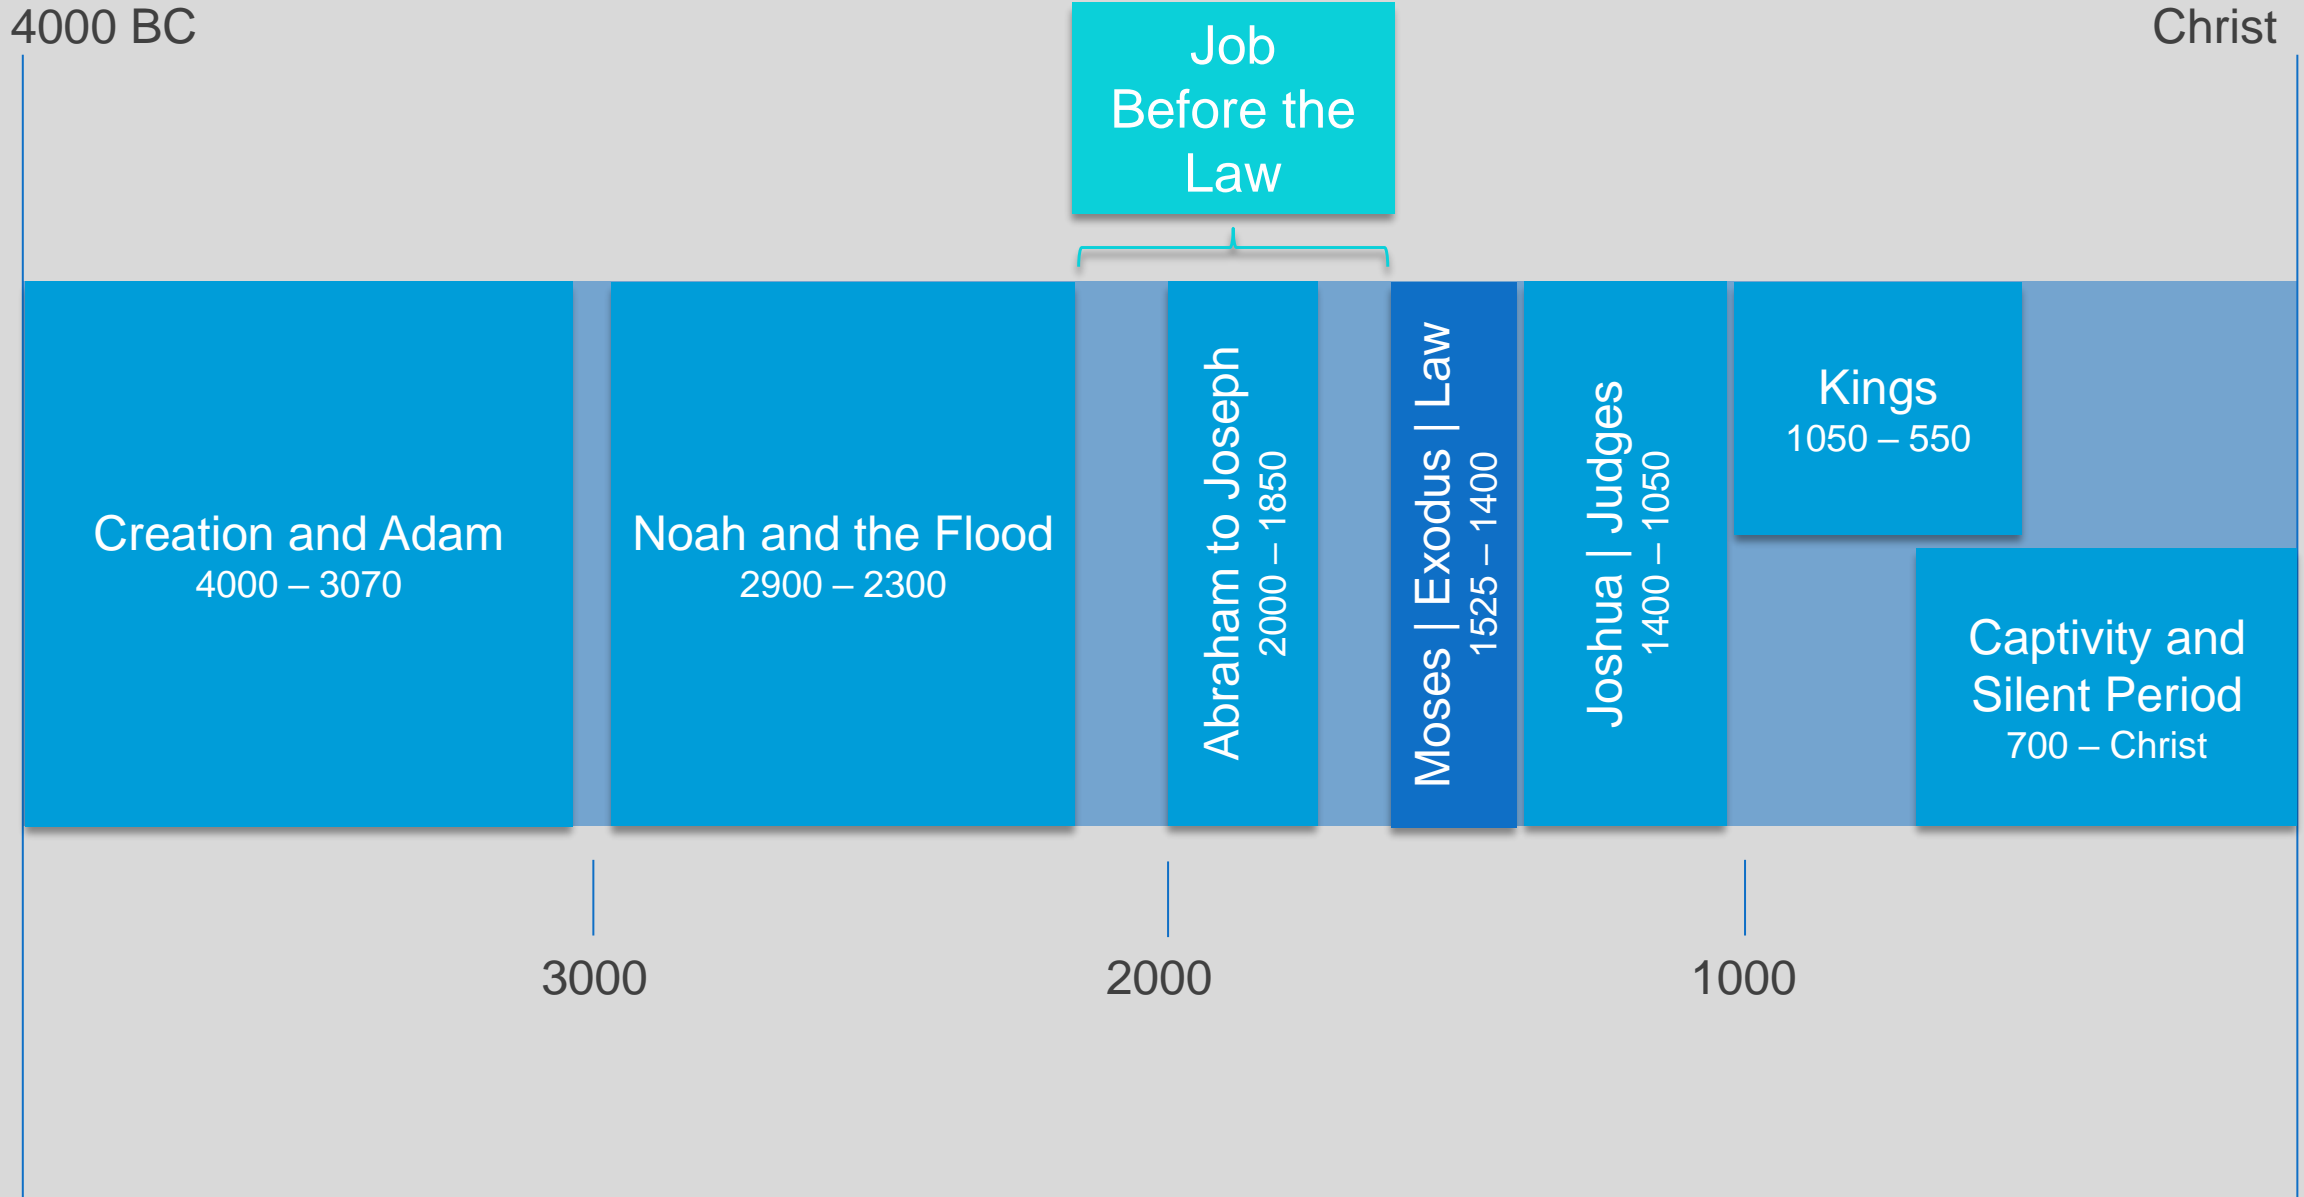 4000 BC
Christ
Job
Before the
Law
Creation and Adam
4000 – 3070
Noah and the Flood
2900 – 2300
Abraham to Joseph
2000 – 1850
Moses | Exodus | Law
1525 – 1400
Joshua | Judges
1400 – 1050
Kings
1050 – 550
Captivity and
Silent Period
700 – Christ
3000
2000
1000